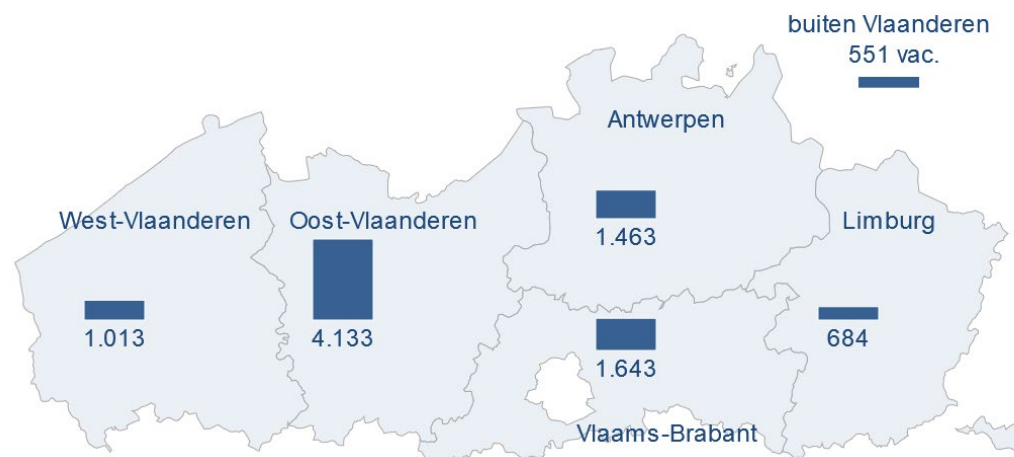 buiten Vlaanderen
551 vac.
Antwerpen
1.463
West-Vlaanderen
1.013
Oost-Vlaanderen
4.133
Limburg
684
1.643
Vlaams-Brabant